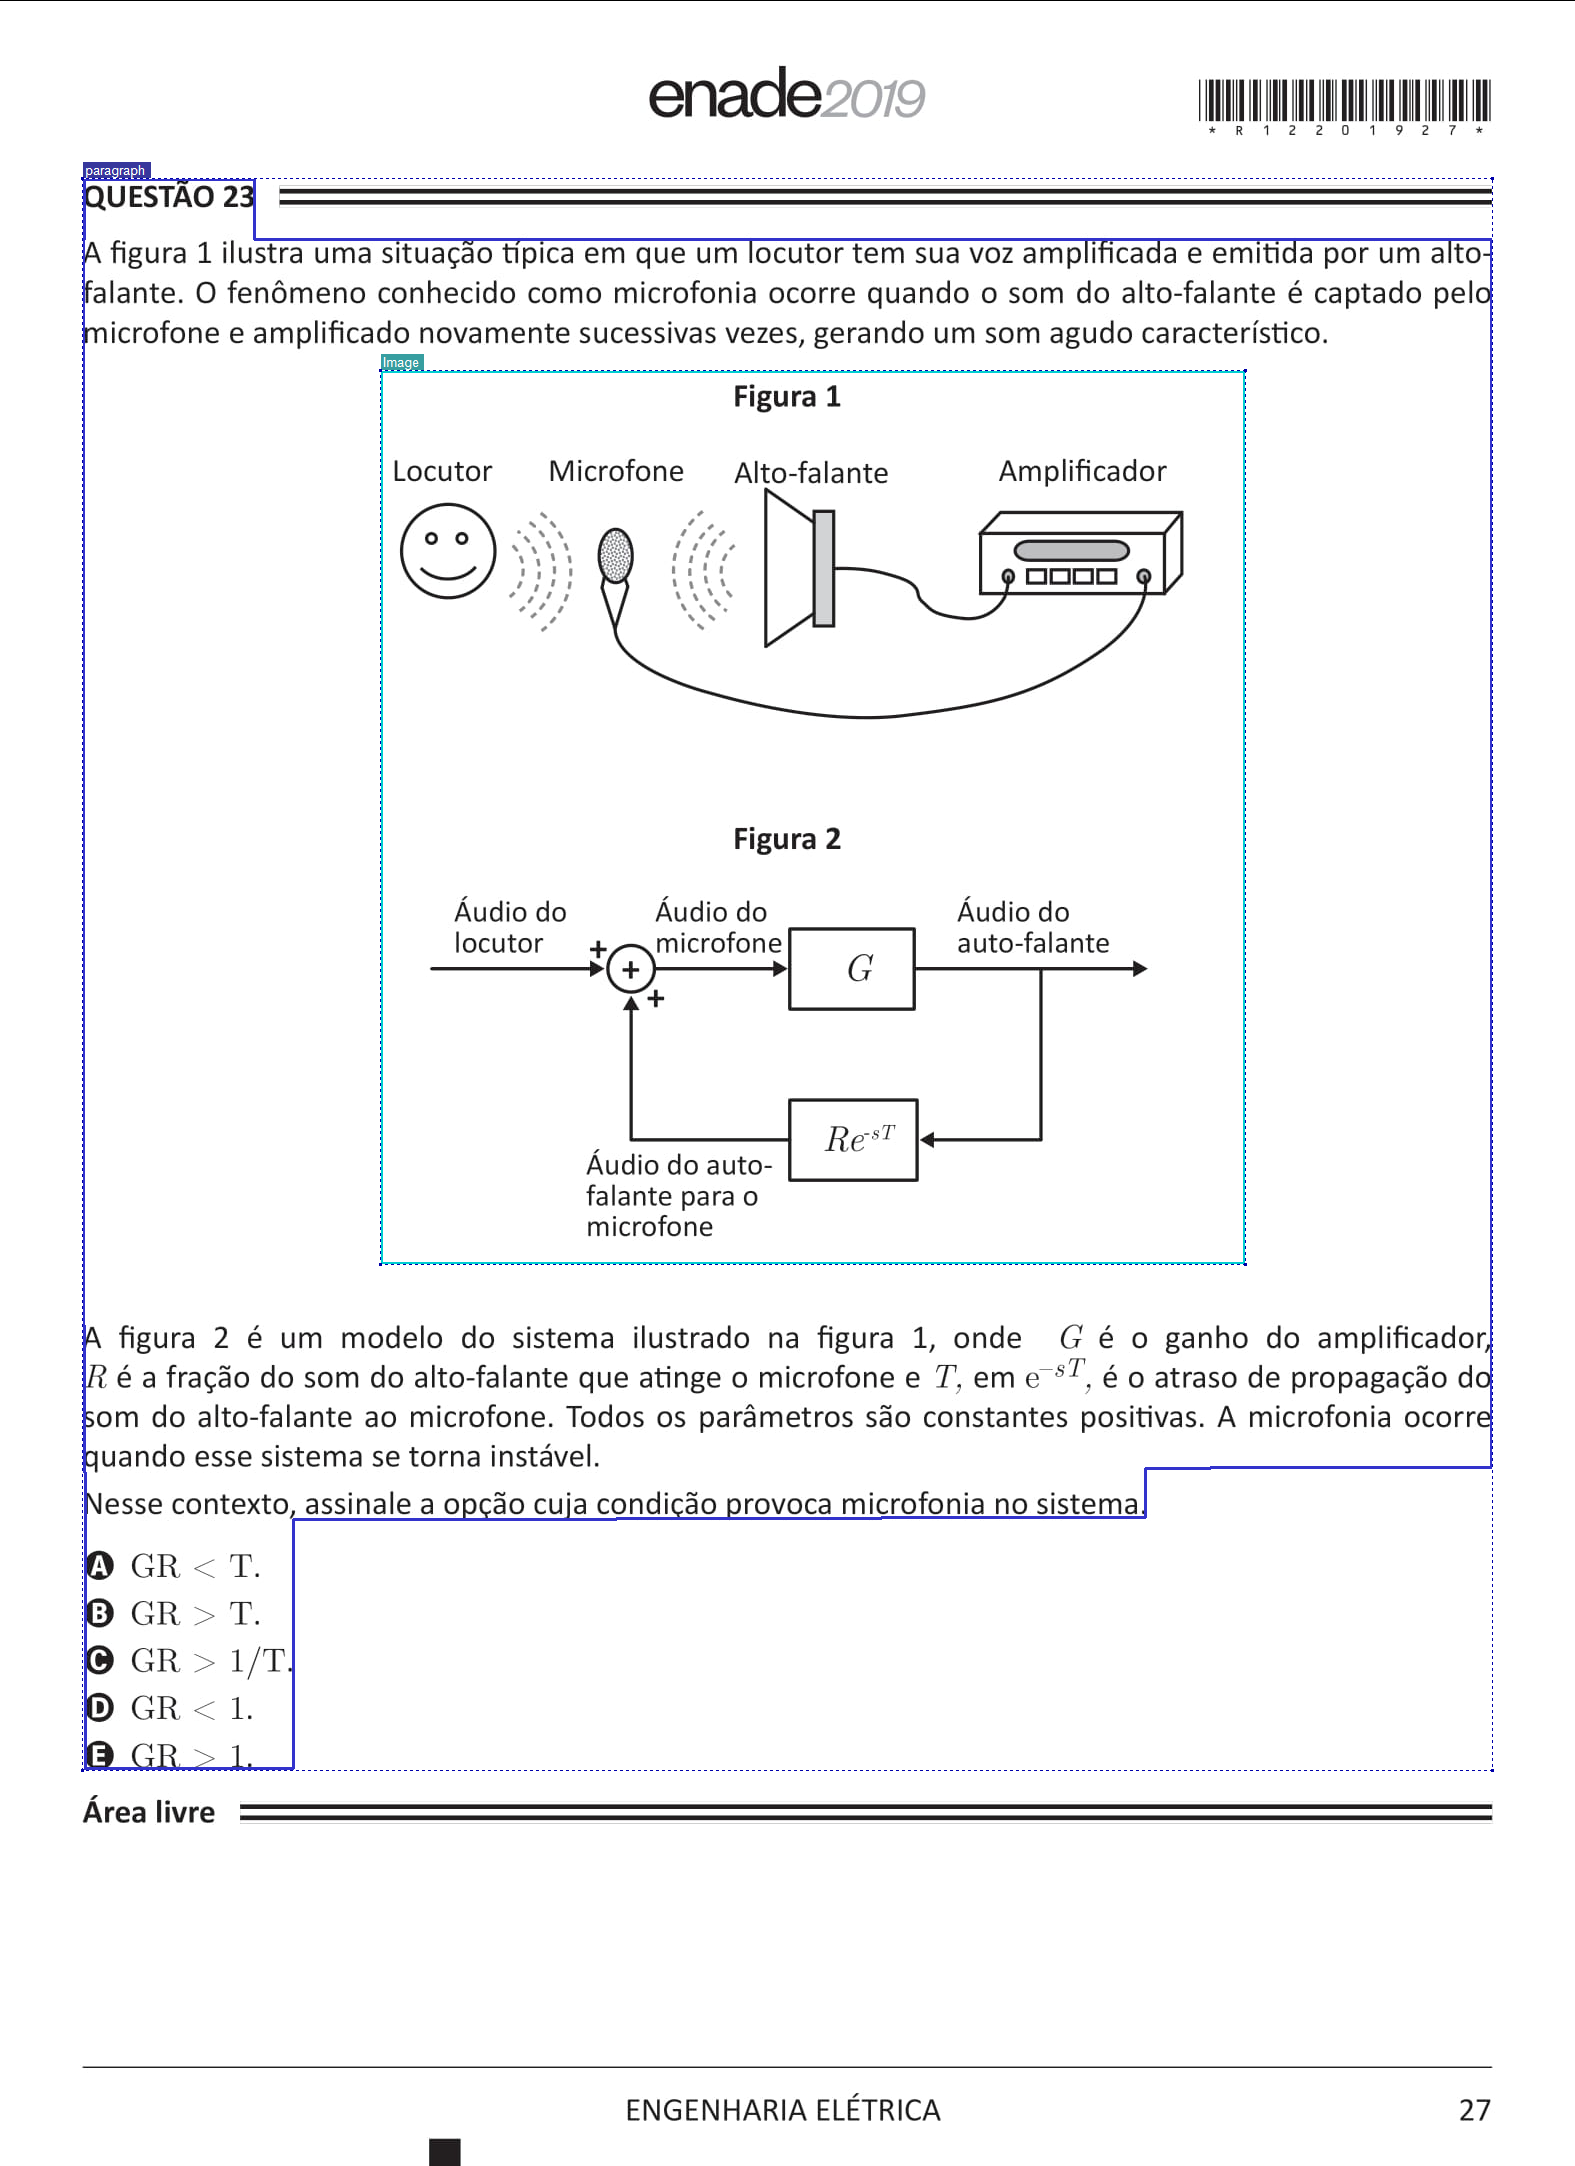 enade2019
* R 1 2 2 0 1 9 2 7 *
paragraph
QUESTÃO 23
A figura 1 ilustra uma situação típica em que um locutor tem sua voz amplificada e emitida por um alto-
falante. O fenômeno conhecido como microfonia ocorre quando o som do alto-falante é captado pelo
microfone e amplificado novamente sucessivas vezes, gerando um som agudo característico.
Image
Figura 1
Locutor Microfone Alto-falante Amplificador
Figura 2
Áudio do Áudio do Áudio do
locutor microfone auto-falante
+
+
+
G
Re^-sT
Áudio do auto-
falante para o
microfone
A figura 2 é um modelo do sistema ilustrado na figura 1, onde G é o ganho do amplificador,
R é a fração do som do alto-falante que atinge o microfone e T, em e^−sT, é o atraso de propagação do
som do alto-falante ao microfone. Todos os parâmetros são constantes positivas. A microfonia ocorre
quando esse sistema se torna instável.
Nesse contexto, assinale a opção cuja condição provoca microfonia no sistema.
A GR < T.
B GR > T.
C GR > 1/T.
D GR < 1.
E GR > 1.
Área livre
ENGENHARIA ELÉTRICA 27